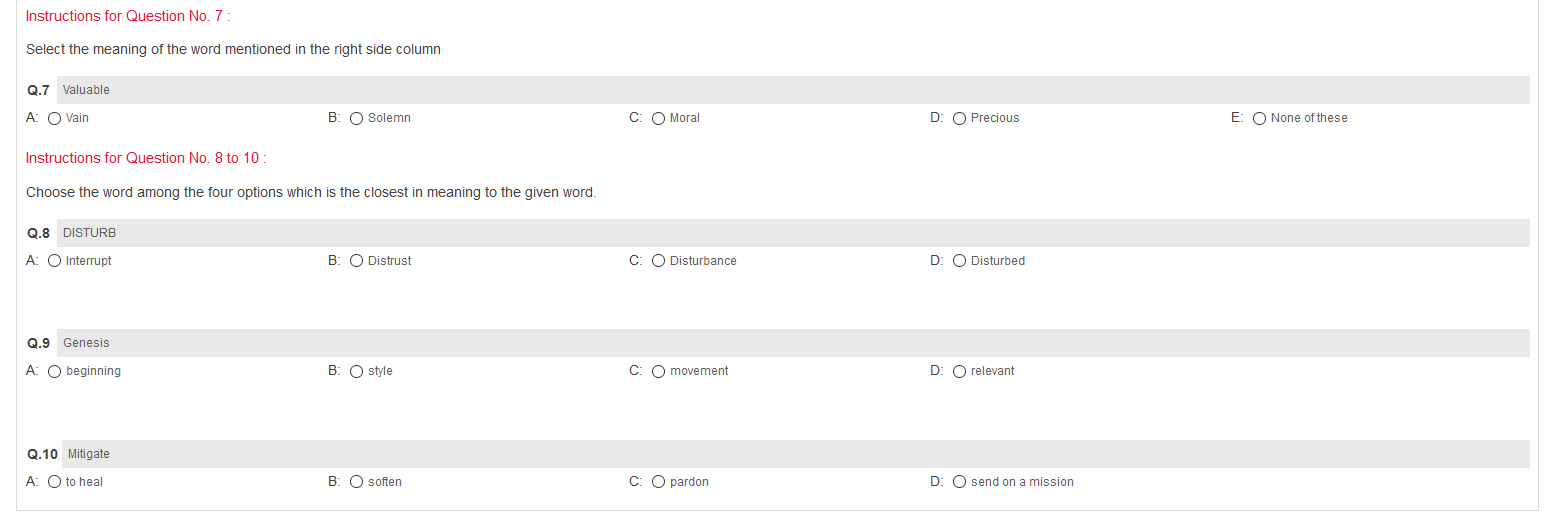 Instructions for Question No. 7 :
Select the meaning of the word mentioned in the right side column
Q.7 Valuable
A: Vain B: Solemn C: Moral D: Precious E: None of these
Instructions for Question No. 8 to 10 :
Choose the word among the four options which is the closest in meaning to the given word.
Q.8 DISTURB
A: Interrupt B: Distrust C: Disturbance D: Disturbed
Q.9 Genesis
A: beginning B: style C: movement D: relevant
Q.10 Mitigate
A: to heal B: soften C: pardon D: send on a mission